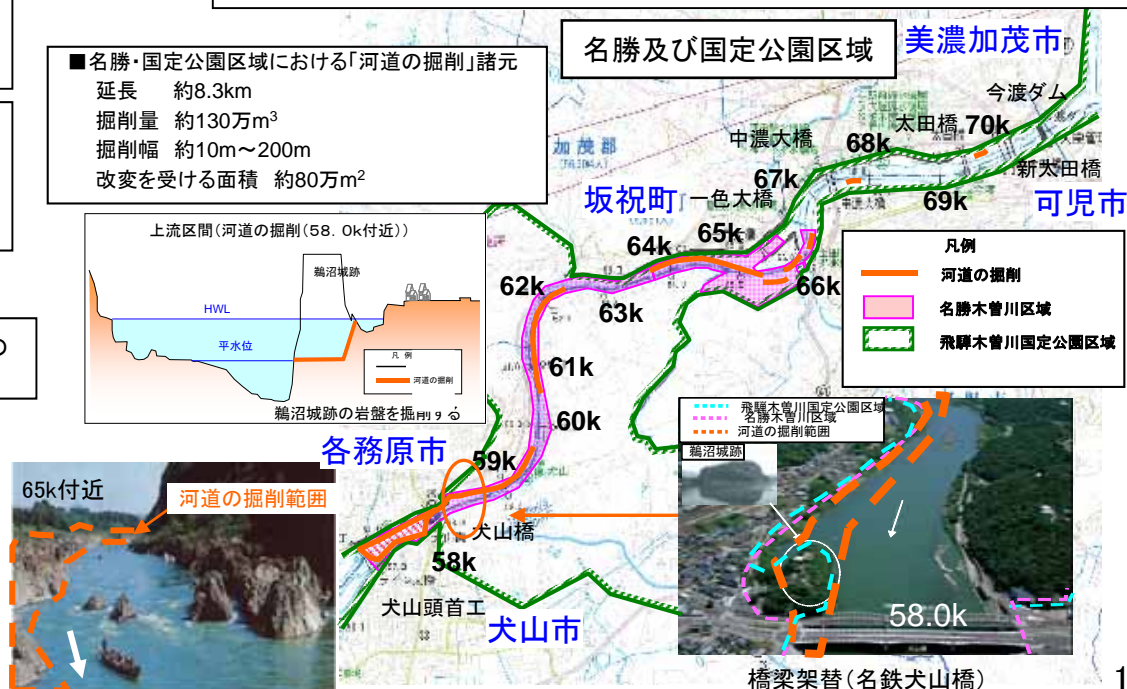 名勝及び国定公園区域
■名勝・国定公園区域における「河道の掘削」諸元
延長 約8.3km
掘削量 約130万m³
掘削幅 約10m～200m
改変を受ける面積 約80万m²
上流区間(河道の掘削(58.0k付近))
鵜沼城跡
HWL
平水位
凡例
河道の掘削
鵜沼城跡の岩盤を掘削する
の
美濃加茂市
今渡ダム
太田橋
70k
中濃大橋
68k
新太田橋
加茂郡
67k
69k
可児市
坂祝町
一色大橋
65k
64k
66k
62k
63k
61k
60k
各務原市
59k
犬山橋
58k
犬山頭首工
犬山市
中濃大橋
凡例
河道の掘削
名勝木曽川区域
飛騨木曽川国定公園区域
65k付近
河道の掘削範囲
飛騨木曽川国定公園区域
名勝木曽川区域
河道の掘削範囲
鵜沼城跡
58.0k
橋梁架替(名鉄犬山橋)
1